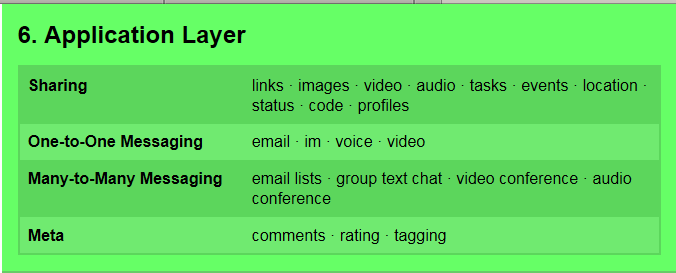 6. Application Layer
Sharing links · images · video · audio · tasks · events · location ·
status · code · profiles
One-to-One Messaging email · im · voice · video
Many-to-Many Messaging email lists · group text chat · video conference · audio
conference
Meta comments · rating · tagging